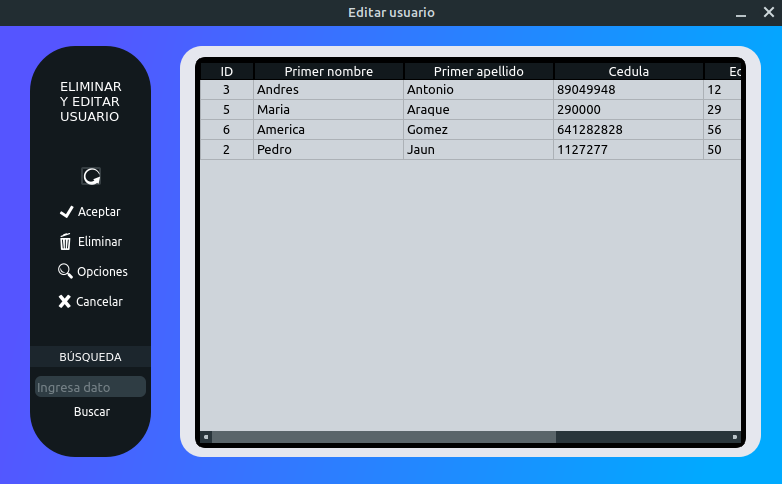 Editar usuario
ELIMINAR
Y EDITAR
USUARIO
Aceptar
Eliminar
Opciones
Cancelar
BÚSQUEDA
Ingresa dato
Buscar
ID Primer nombre Primer apellido Cedula
3 Andres Antonio 89049948 12
5 Maria Araque 290000 29
6 America Gomez 641282828 56
2 Pedro Jaun 1127277 50